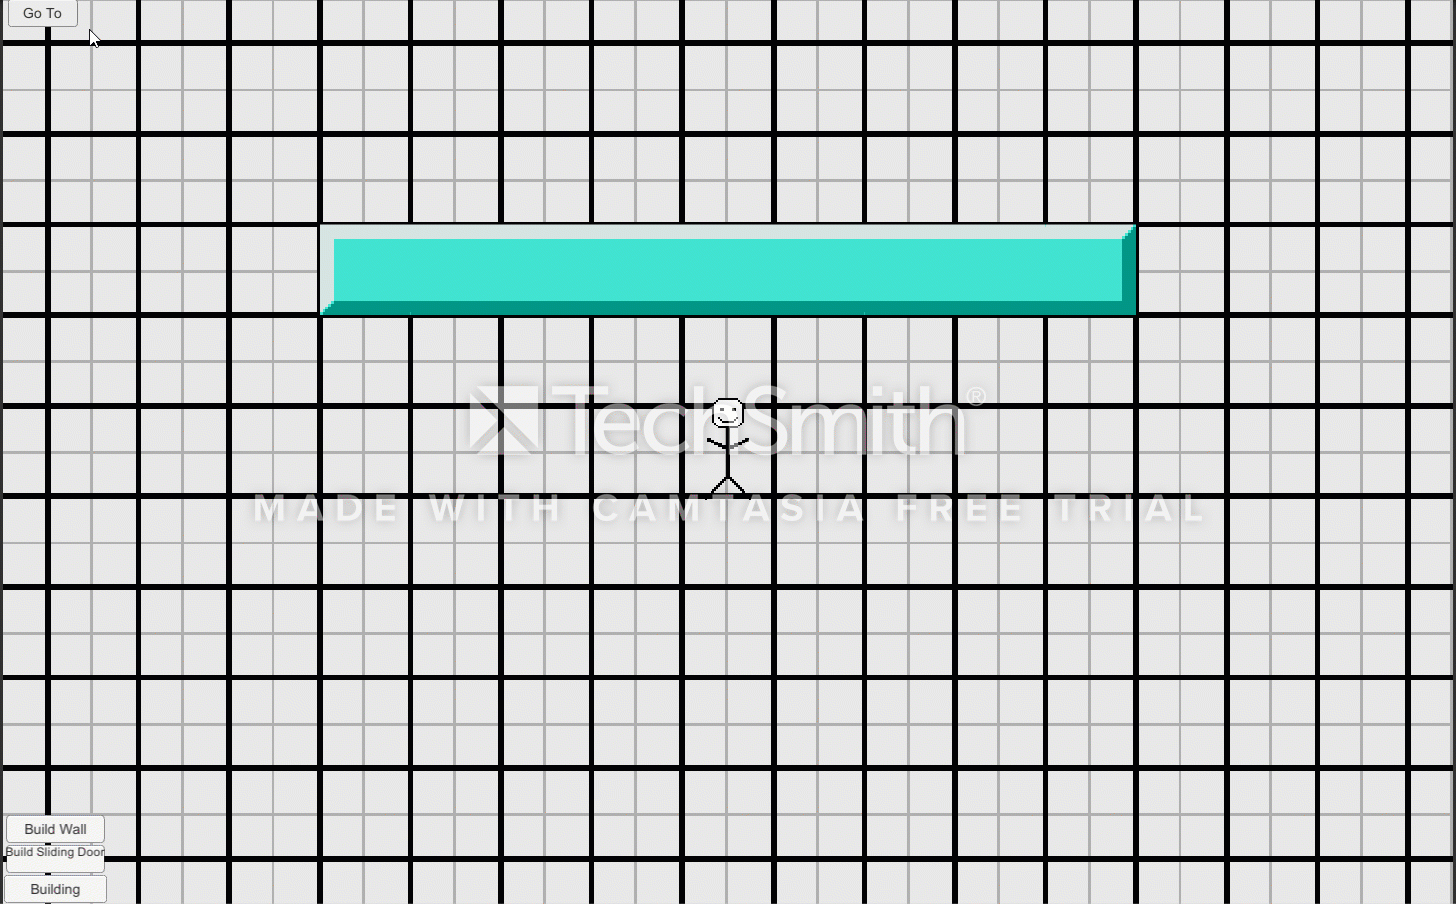 Go To
TechSmith®
MADE WITH CAMTASIA FREE TRIAL
Build Wall
Build Sliding Door
Building